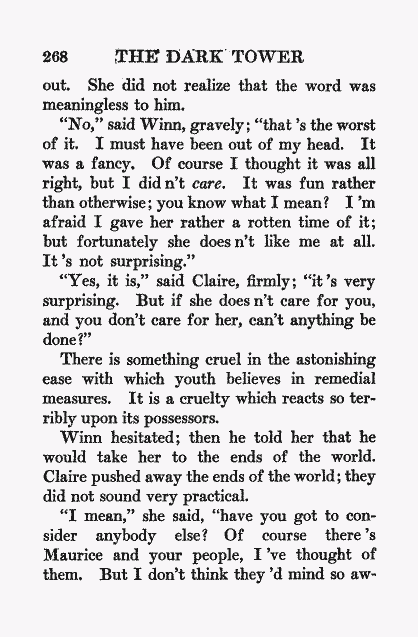 268 THE DARK TOWER
out. She did not realize that the word was
meaningless to him.
"No," said Winn, gravely; "that 's the worst
of it. I must have been out of my head. It
was a fancy. Of course I thought it was all
right, but I did n't care. It was fun rather
than otherwise; you know what I mean? I 'm
afraid I gave her rather a rotten time of it;
but fortunately she does n't like me at all.
It 's not surprising."
"Yes, it is," said Claire, firmly; "it 's very
surprising. But if she does n't care for you,
and you don't care for her, can't anything be
done?"
There is something cruel in the astonishing
ease with which youth believes in remedial
measures. It is a cruelty which reacts so ter-
ribly upon its possessors.
Winn hesitated; then he told her that he
would take her to the ends of the world.
Claire pushed away the ends of the world; they
did not sound very practical.
"I mean," she said, "have you got to con-
sider anybody else? Of course there 's
Maurice and your people, I 've thought of
them. But I don't think they 'd mind so aw-